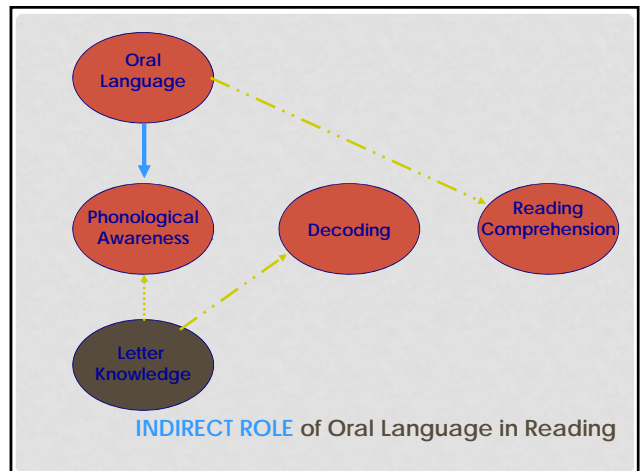 Oral
Language
Phonological
Awareness
Decoding
Reading
Comprehension
Letter
Knowledge
INDIRECT ROLE of Oral Language in Reading